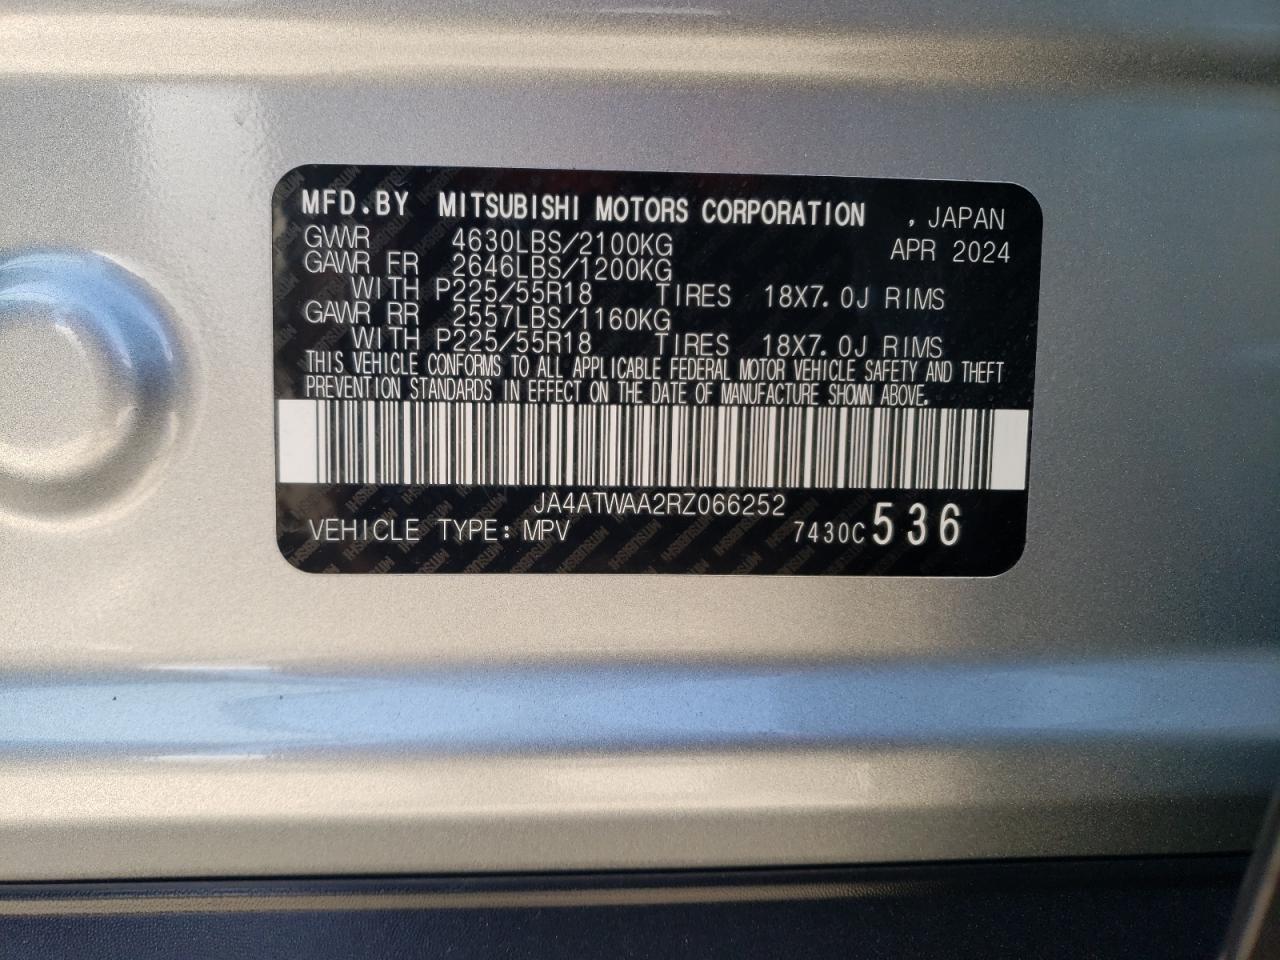 MFD.BY MITSUBISHI MOTORS CORPORATION , JAPAN
GVWR 4630LBS/2100KG APR 2024
GAWR FR 2646LBS/1200KG
WITH P225/55R18 TIRES 18X7.0J RIMS
GAWR RR 2557LBS/1160KG
WITH P225/55R18 TIRES 18X7.0J RIMS
THIS VEHICLE CONFORMS TO ALL APPLICABLE FEDERAL MOTOR VEHICLE SAFETY AND THEFT
PREVENTION STANDARDS IN EFFECT ON THE DATE OF MANUFACTURE SHOWN ABOVE.
JA4ATWAA2RZ066252
VEHICLE TYPE: MPV 7430C 536